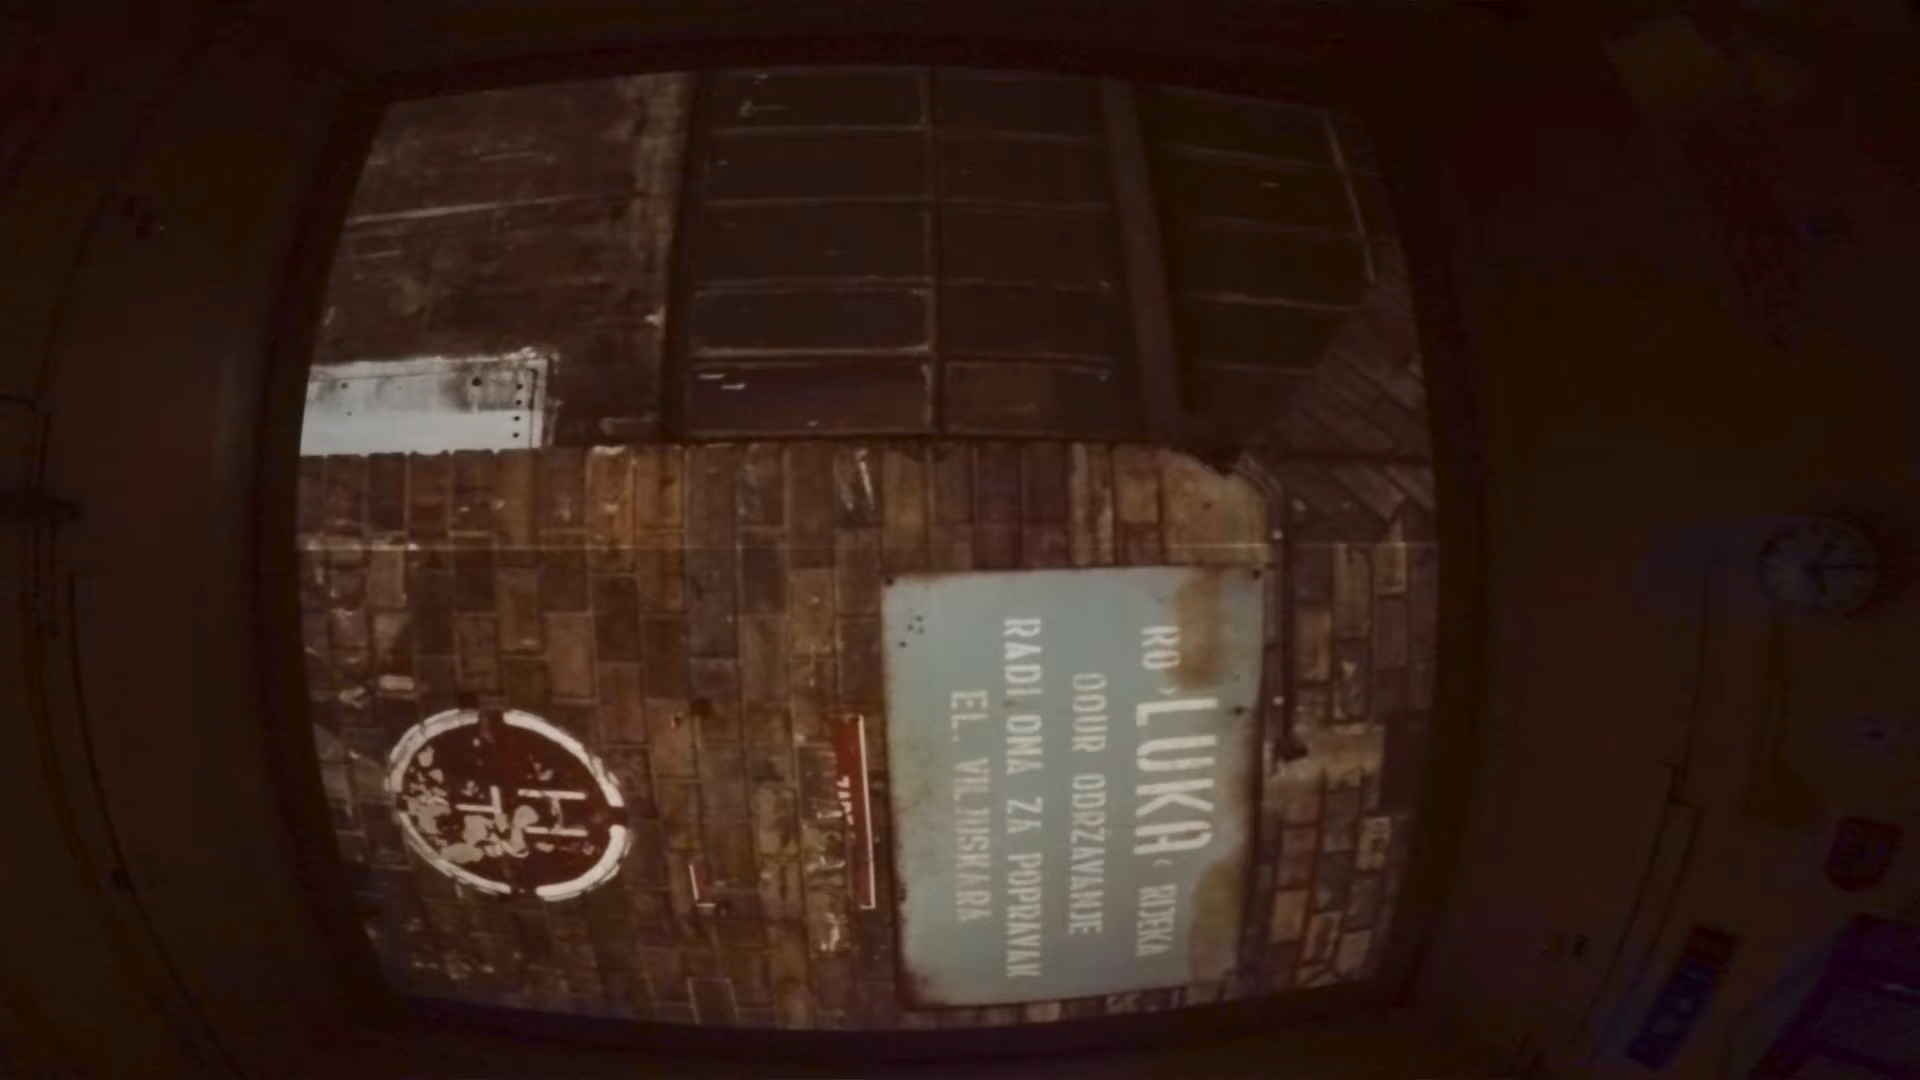 RO ›LUKA‹ RIJEKA
OOUR ODRŽAVANJE
RADIONA ZA POPRAVAK
EL. VILJUŠKARA
H